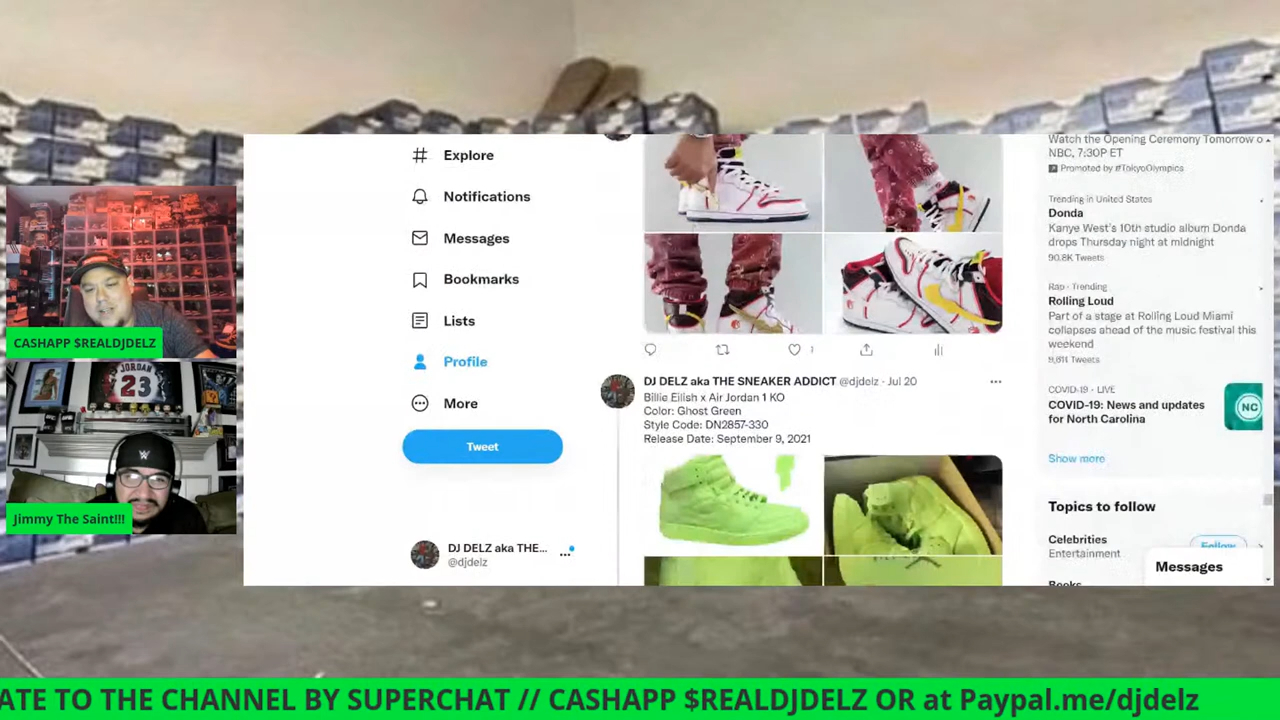 Explore
Notifications
Messages
Bookmarks
Lists
Profile
More
Tweet
DJ DELZ aka THE...
@djdelz
DJ DELZ aka THE SNEAKER ADDICT @djdelz · Jul 20
Billie Eilish x Air Jordan 1 KO
Color: Ghost Green
Style Code: DN2857-330
Release Date: September 9, 2021
Watch the Opening Ceremony Tomorrow o
NBC, 7:30P ET
Promoted by #TokyoOlympics
Trending in United States
Donda
Kanye West's 10th studio album Donda
drops Thursday night at midnight
90.8K Tweets
Rap · Trending
Rolling Loud
Part of a stage at Rolling Loud Miami
collapses ahead of the music festival this
weekend
9,611 Tweets
COVID-19 · LIVE
COVID-19: News and updates
for North Carolina
NC
Show more
Topics to follow
Celebrities
Entertainment
Follow
Books
Messages
CASHAPP $REALDJDELZ
JORDAN
23
W
Jimmy The Saint!!!
ATE TO THE CHANNEL BY SUPERCHAT // CASHAPP $REALDJDELZ OR at Paypal.me/djdelz